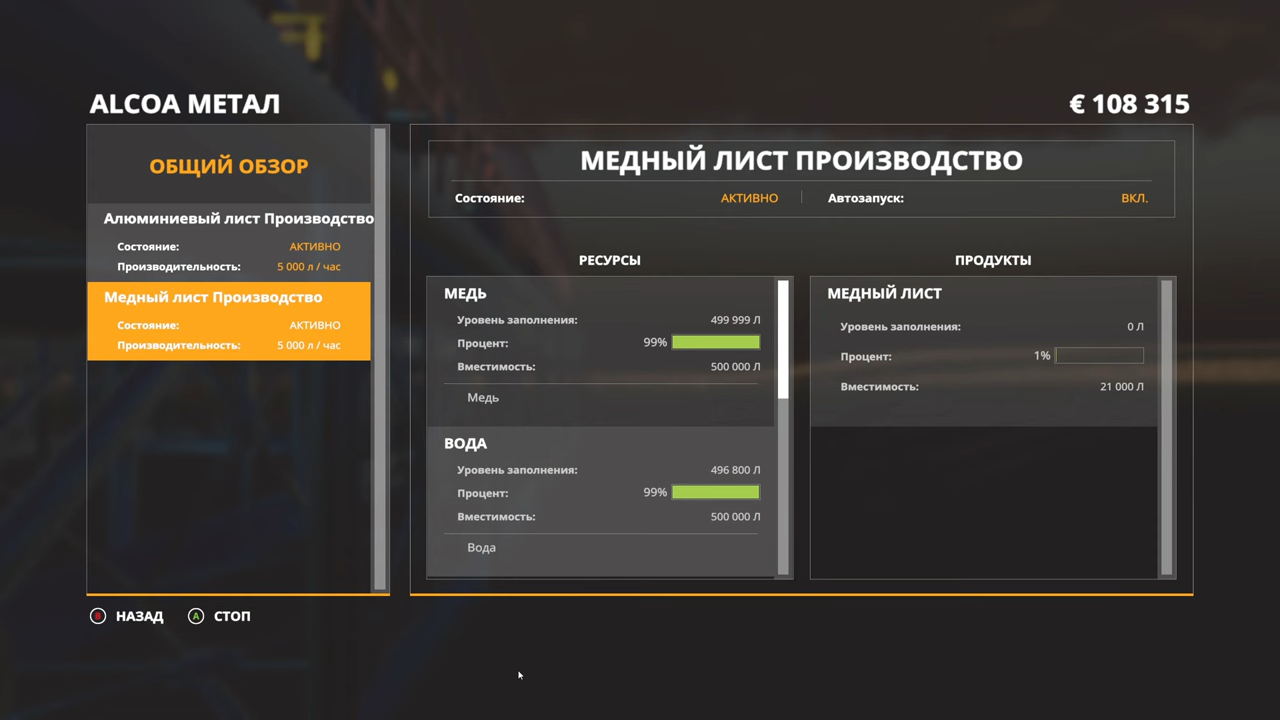 ALCOA МЕТАЛ
€ 108 315
ОБЩИЙ ОБЗОР
Алюминиевый лист Производство
Состояние: АКТИВНО
Производительность: 5 000 л / час
Медный лист Производство
Состояние: АКТИВНО
Производительность: 5 000 л / час
МЕДНЫЙ ЛИСТ ПРОИЗВОДСТВО
Состояние: АКТИВНО
Автозапуск: ВКЛ.
РЕСУРСЫ
МЕДЬ
Уровень заполнения: 499 999 Л
Процент: 99%
Вместимость: 500 000 Л
Медь
ВОДА
Уровень заполнения: 496 800 Л
Процент: 99%
Вместимость: 500 000 Л
Вода
ПРОДУКТЫ
МЕДНЫЙ ЛИСТ
Уровень заполнения: 0 Л
Процент: 1%
Вместимость: 21 000 Л
B НАЗАД A СТОП